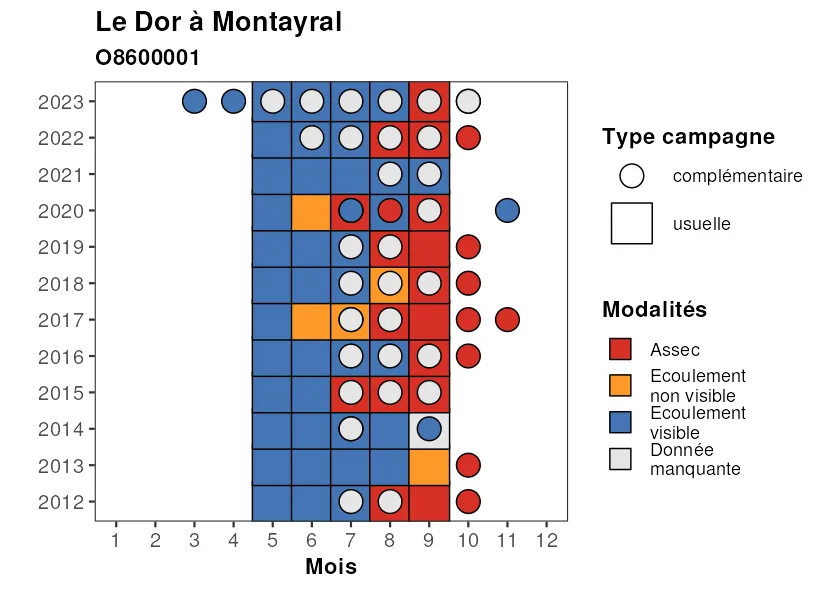 Le Dor à Montayral
O8600001
2023
2022
2021
2020
2019
2018
2017
2016
2015
2014
2013
2012
1 2 3 4 5 6 7 8 9 10 11 12
Mois
Type campagne
complémentaire
usuelle
Modalités
Assec
Ecoulement
non visible
Ecoulement
visible
Donnée
manquante